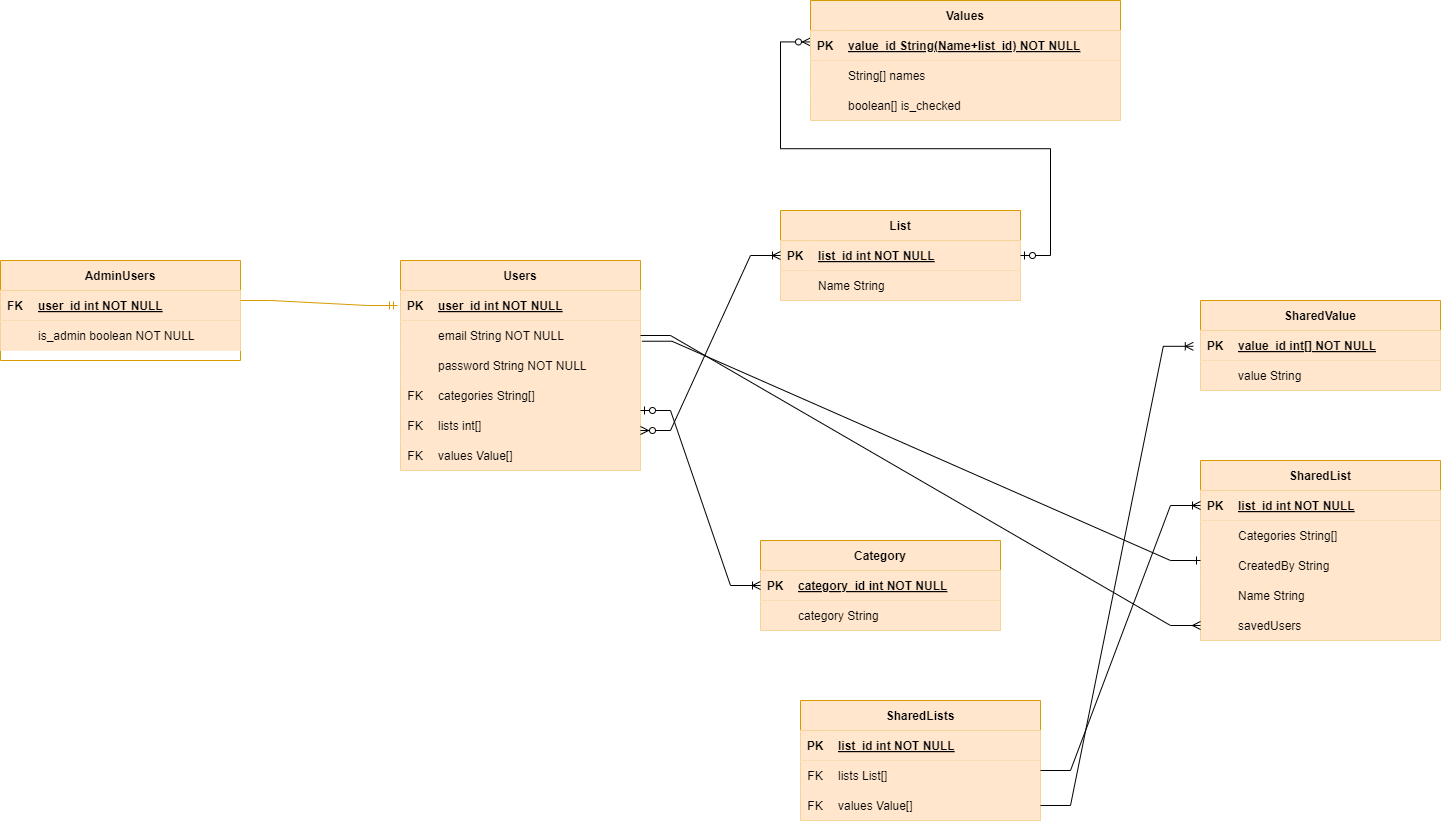 Values
PK value_id String(Name+list_id) NOT NULL
String[] names
boolean[] is_checked
List
PK list_id int NOT NULL
Name String
AdminUsers
FK user_id int NOT NULL
is_admin boolean NOT NULL
Users
PK user_id int NOT NULL
email String NOT NULL
password String NOT NULL
FK categories String[]
FK lists int[]
FK values Value[]
SharedValue
PK value_id int[] NOT NULL
value String
SharedList
PK list_id int NOT NULL
Categories String[]
CreatedBy String
Name String
savedUsers
Category
PK category_id int NOT NULL
category String
SharedLists
PK list_id int NOT NULL
FK lists List[]
FK values Value[]